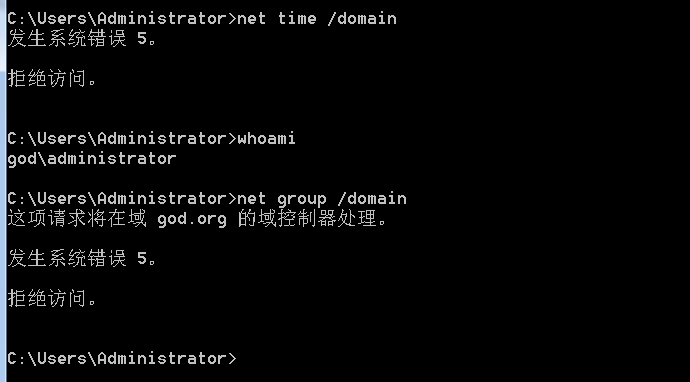 C:\Users\Administrator>net time /domain
发生系统错误 5。
拒绝访问。
C:\Users\Administrator>whoami
god\administrator
C:\Users\Administrator>net group /domain
这项请求将在域 god.org 的域控制器处理。
发生系统错误 5。
拒绝访问。
C:\Users\Administrator>